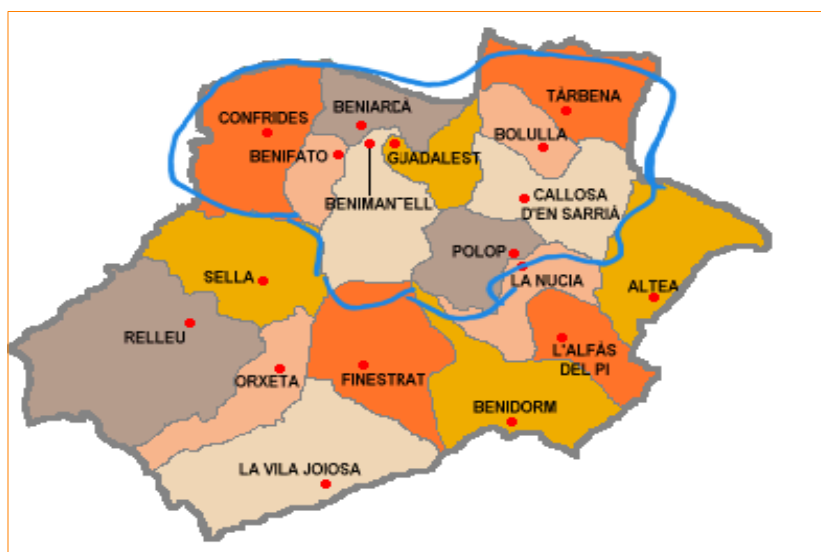 TÀRBENA
CONFRIDES
BENIARDÀ
BOLULLA
BENIFATO
GUADALEST
BENIMANTELL
CALLOSA
D'EN SARRIÀ
POLOP
LA NUCIA
SELLA
ALTEA
RELLEU
L'ALFÀS
DEL PI
ORXETA
FINESTRAT
BENIDORM
LA VILA JOIOSA